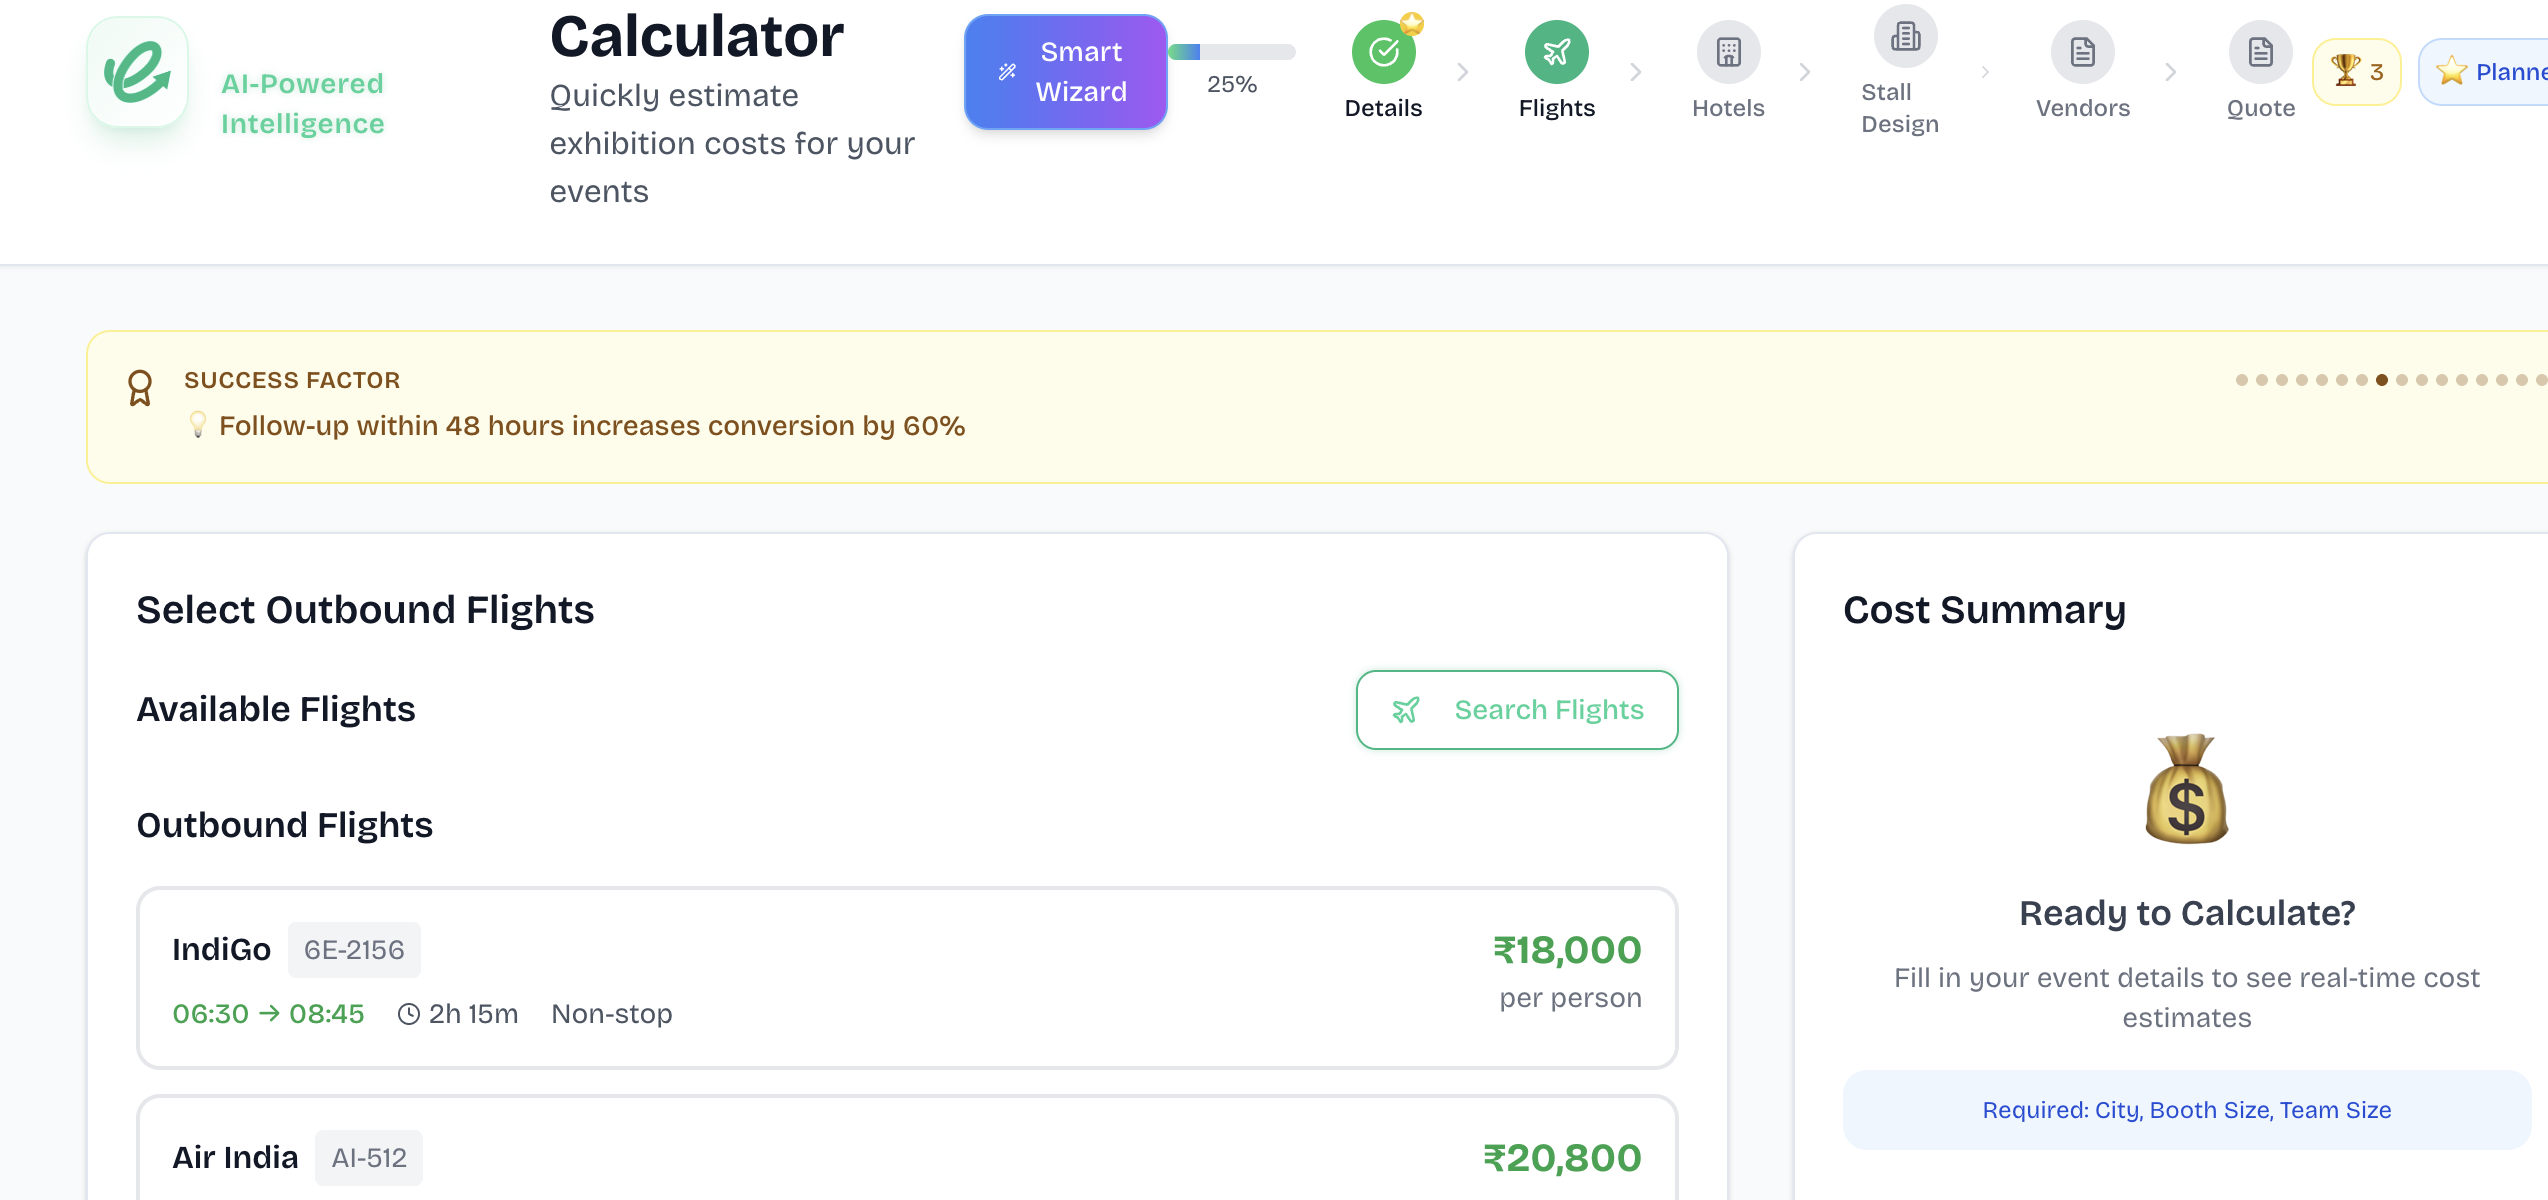 AI-Powered
Intelligence
Calculator
Quickly estimate
exhibition costs for your
events
Smart
Wizard
25%
Details
Flights
Hotels
Stall
Design
Vendors
Quote
🏆 3
⭐ Planne
SUCCESS FACTOR
💡 Follow-up within 48 hours increases conversion by 60%
Select Outbound Flights
Available Flights
Search Flights
Outbound Flights
IndiGo 6E-2156
₹18,000
06:30 → 08:45 2h 15m Non-stop
per person
Air India AI-512
₹20,800
Cost Summary
Ready to Calculate?
Fill in your event details to see real-time cost
estimates
Required: City, Booth Size, Team Size